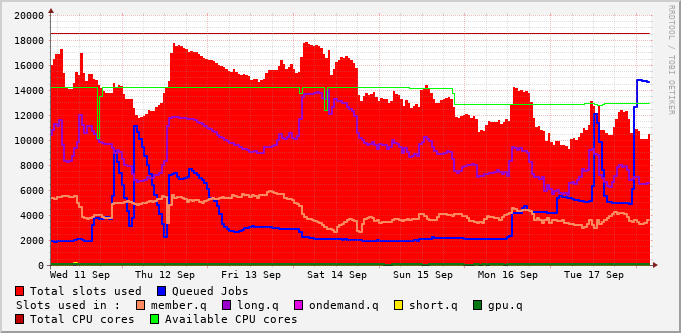 20000
18000
16000
14000
12000
10000
8000
6000
4000
2000
0
Wed 11 Sep Thu 12 Sep Fri 13 Sep Sat 14 Sep Sun 15 Sep Mon 16 Sep Tue 17 Sep
Total slots used Queued Jobs
Slots used in : member.q long.q ondemand.q short.q gpu.q
Total CPU cores Available CPU cores
RRDTOOL / TOBI OETIKER